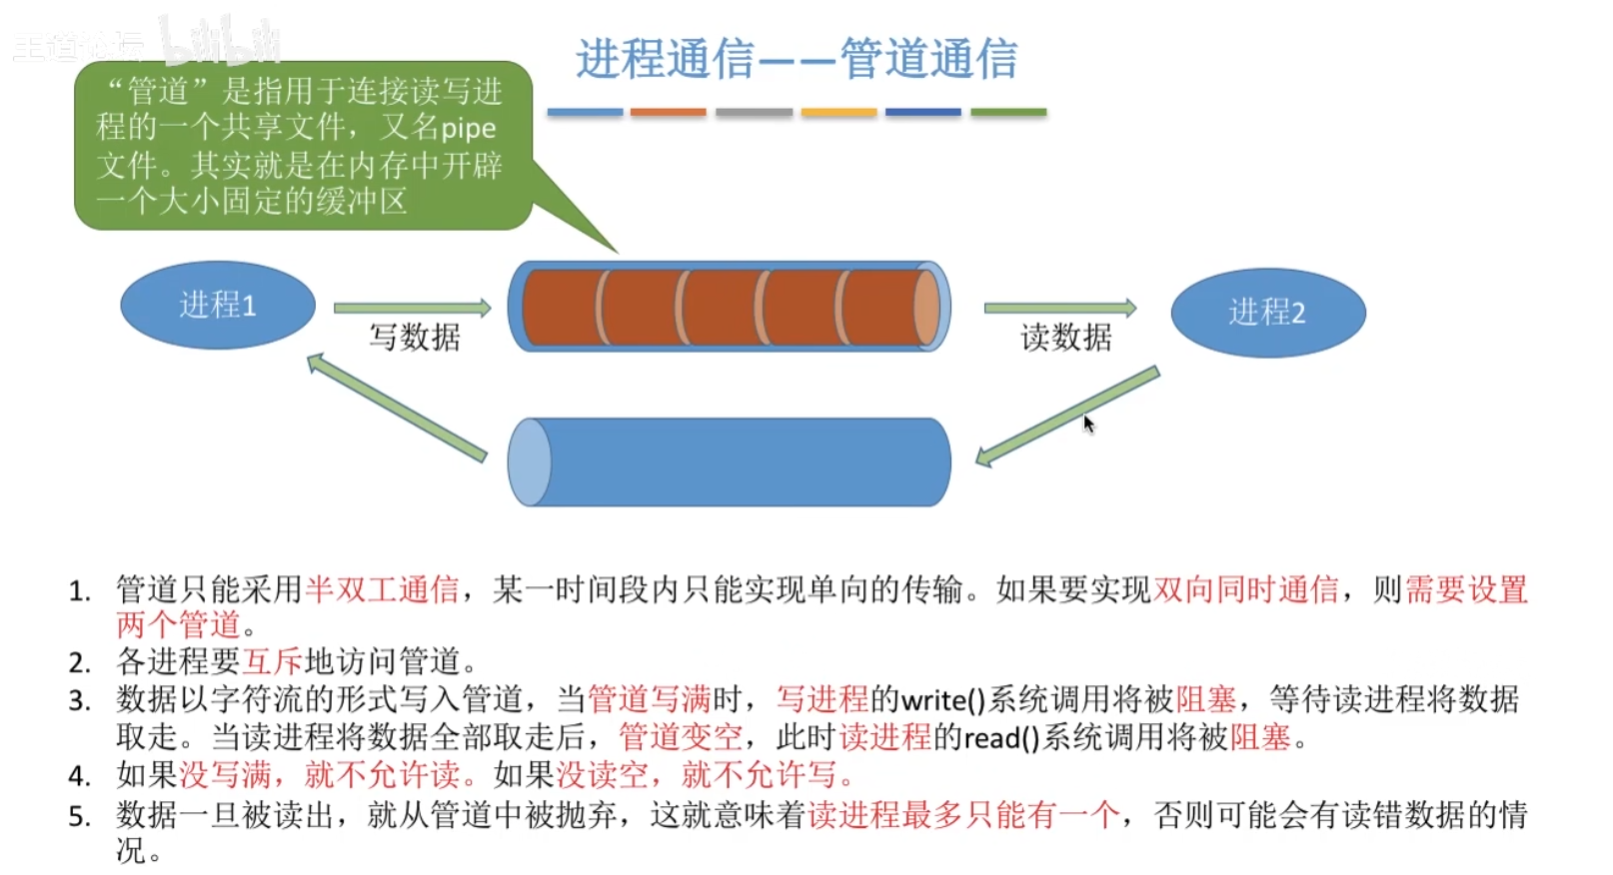 王道论坛 bilibili
进程通信——管道通信
“管道”是指用于连接读写进
程的一个共享文件，又名pipe
文件。其实就是在内存中开辟
一个大小固定的缓冲区
进程1
写数据
读数据
进程2
1. 管道只能采用半双工通信，某一时间段内只能实现单向的传输。如果要实现双向同时通信，则需要设置
两个管道。
2. 各进程要互斥地访问管道。
3. 数据以字符流的形式写入管道，当管道写满时，写进程的write()系统调用将被阻塞，等待读进程将数据
取走。当读进程将数据全部取走后，管道变空，此时读进程的read()系统调用将被阻塞。
4. 如果没写满，就不允许读。如果没读空，就不允许写。
5. 数据一旦被读出，就从管道中被抛弃，这就意味着读进程最多只能有一个，否则可能会有读错数据的情
况。